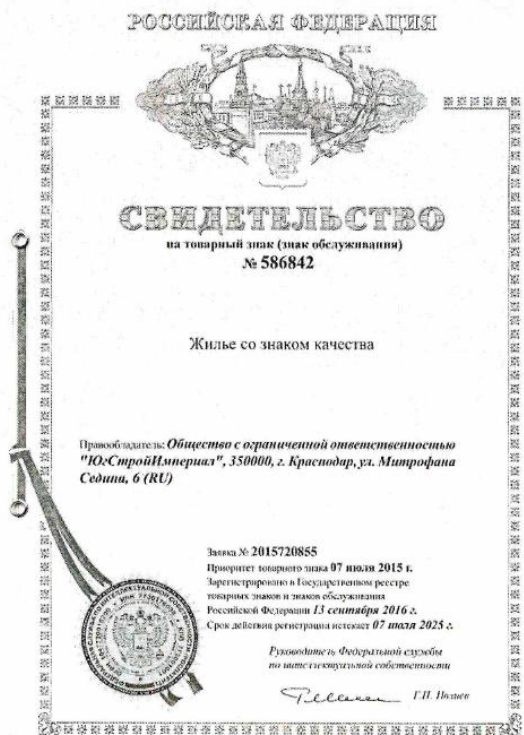 РОССИЙСКАЯ ФЕДЕРАЦИЯ
СВИДЕТЕЛЬСТВО
на товарный знак (знак обслуживания)
№ 586842
Жилье со знаком качества
Правообладатель: Общество с ограниченной ответственностью
"ЮгСтройИмпериал", 350000, г. Краснодар, ул. Митрофана
Седина, 6 (RU)
Заявка № 2015720855
Приоритет товарного знака 07 июля 2015 г.
Зарегистрировано в Государственном реестре
товарных знаков и знаков обслуживания
Российской Федерации 13 сентября 2016 г.
Срок действия регистрации истекает 07 июля 2025 г.
Руководитель Федеральной службы
по интеллектуальной собственности
Г.П. Ивлиев